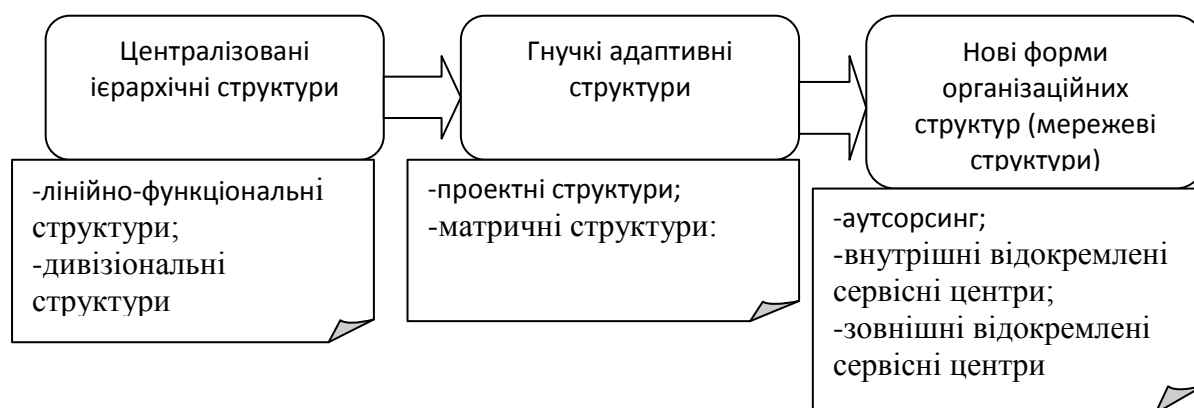 Централізовані
ієрархічні структури
-лінійно-функціональні
структури;
-дивізіональні
структури
Гнучкі адаптивні
структури
-проектні структури;
-матричні структури:
Нові форми
організаційних
структур (мережеві
структури)
-аутсорсинг;
-внутрішні відокремлені
сервісні центри;
-зовнішні відокремлені
сервісні центри